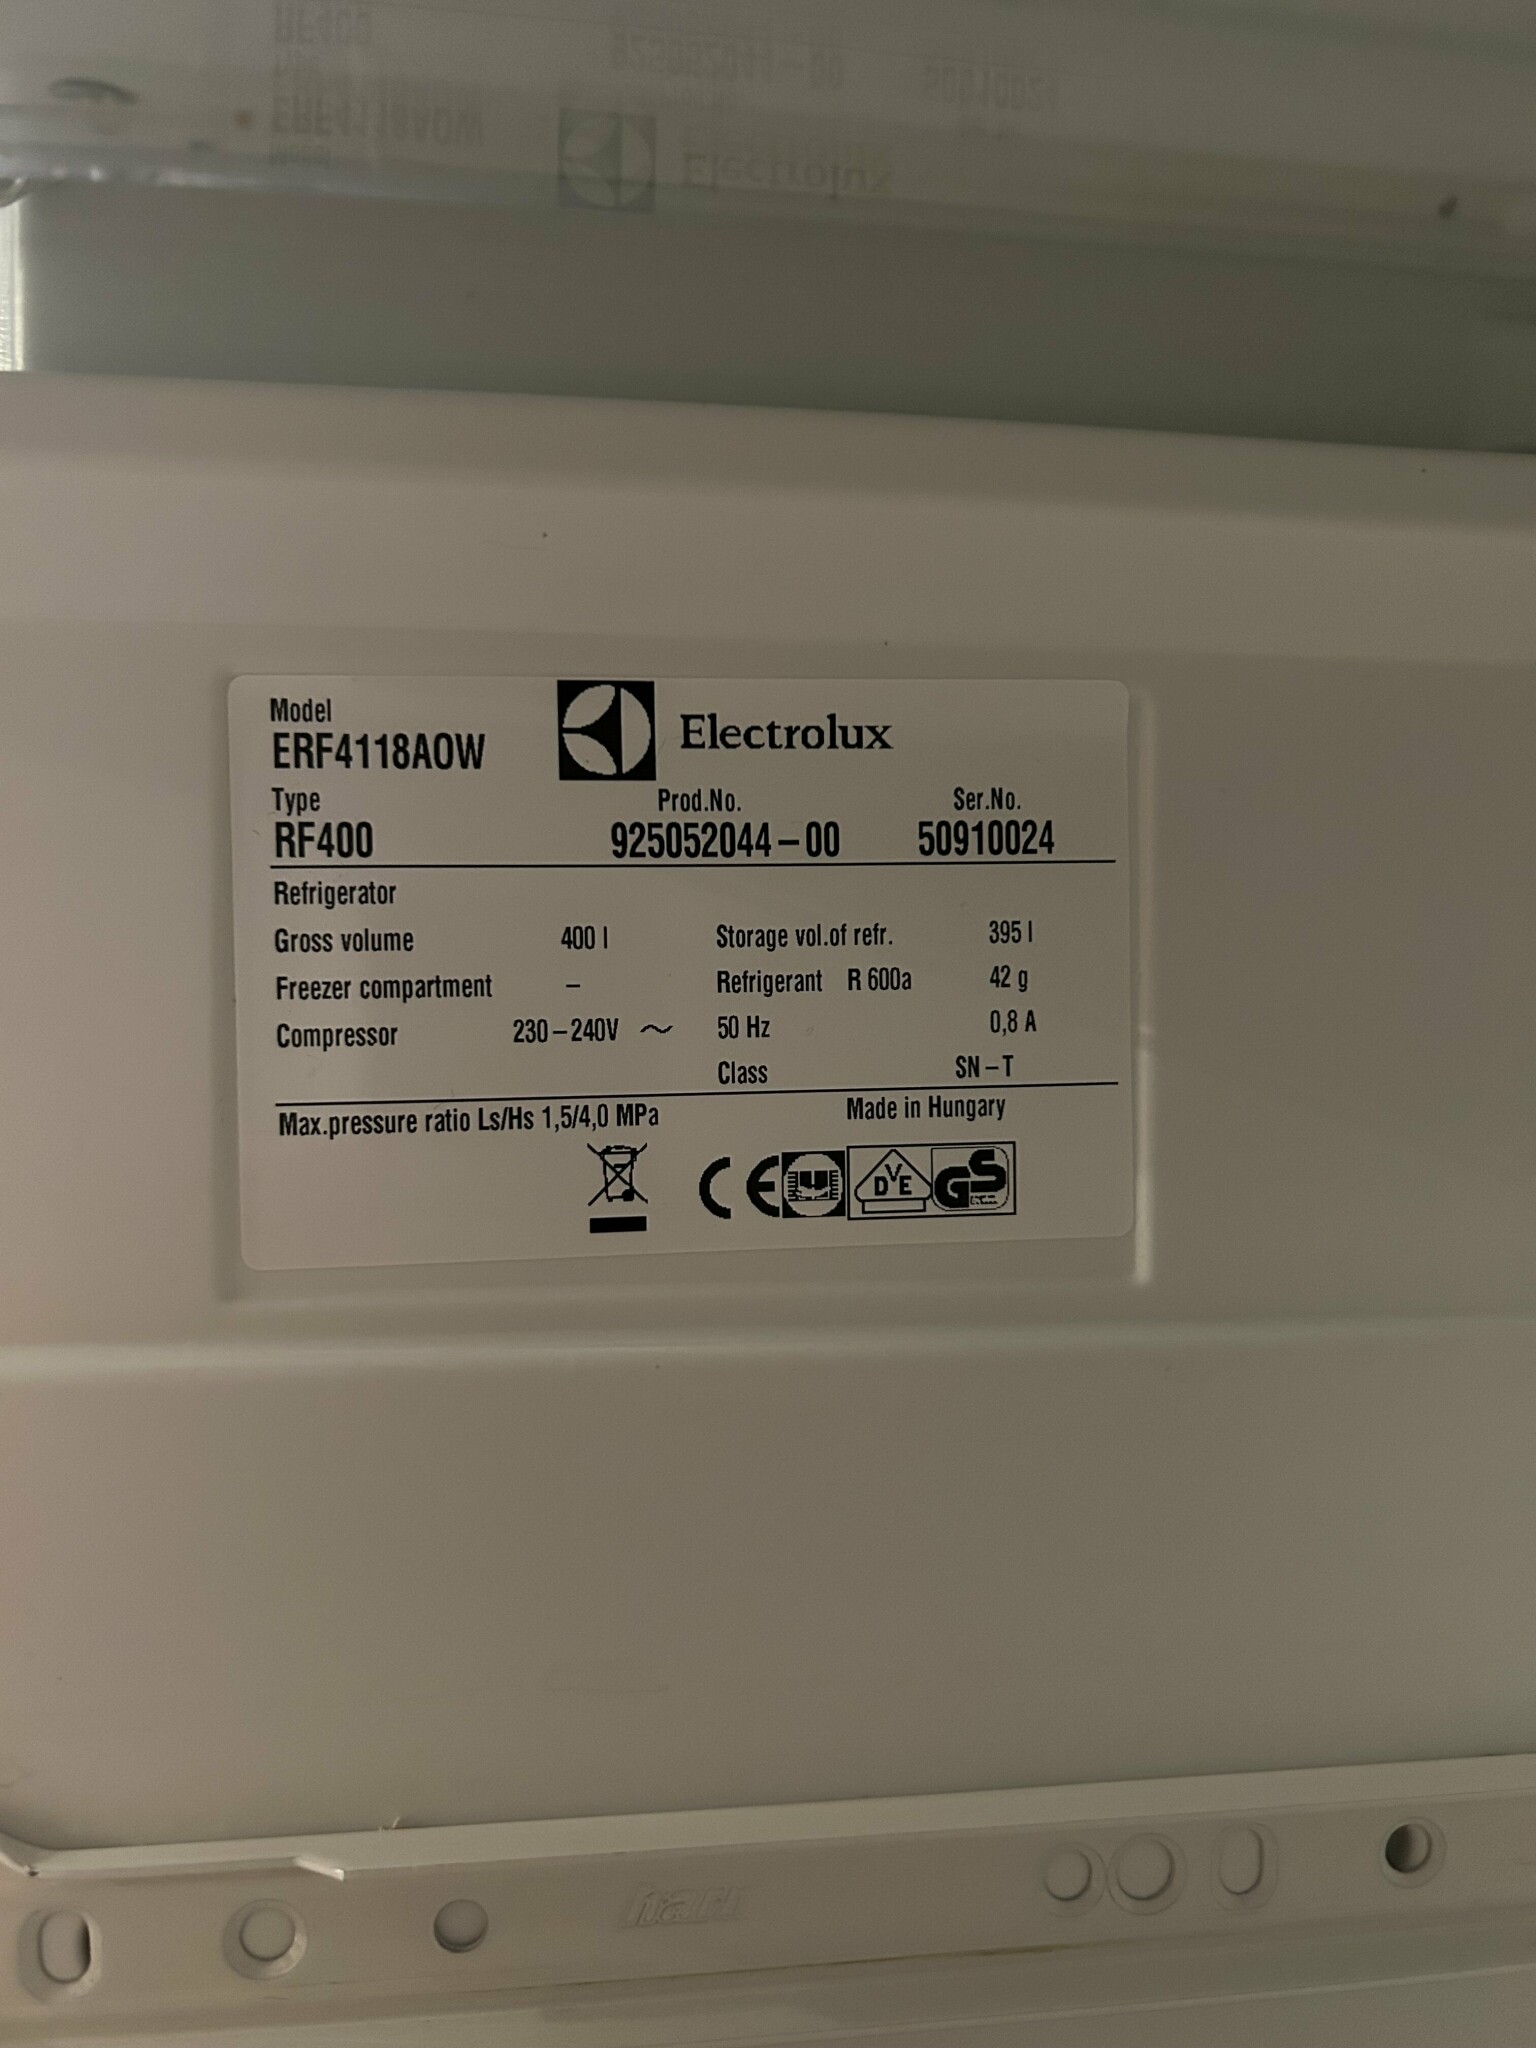 Model
ERF4118AOW
Electrolux
Type
Prod.No.
Ser.No.
RF400
925052044–00
50910024
Refrigerator
Gross volume 400 l
Storage vol.of refr. 395 l
Freezer compartment –
Refrigerant R 600a 42 g
Compressor 230–240V ~
50 Hz 0,8 A
Class SN–T
Max.pressure ratio Ls/Hs 1,5/4,0 MPa
Made in Hungary
CE
DVE
GS